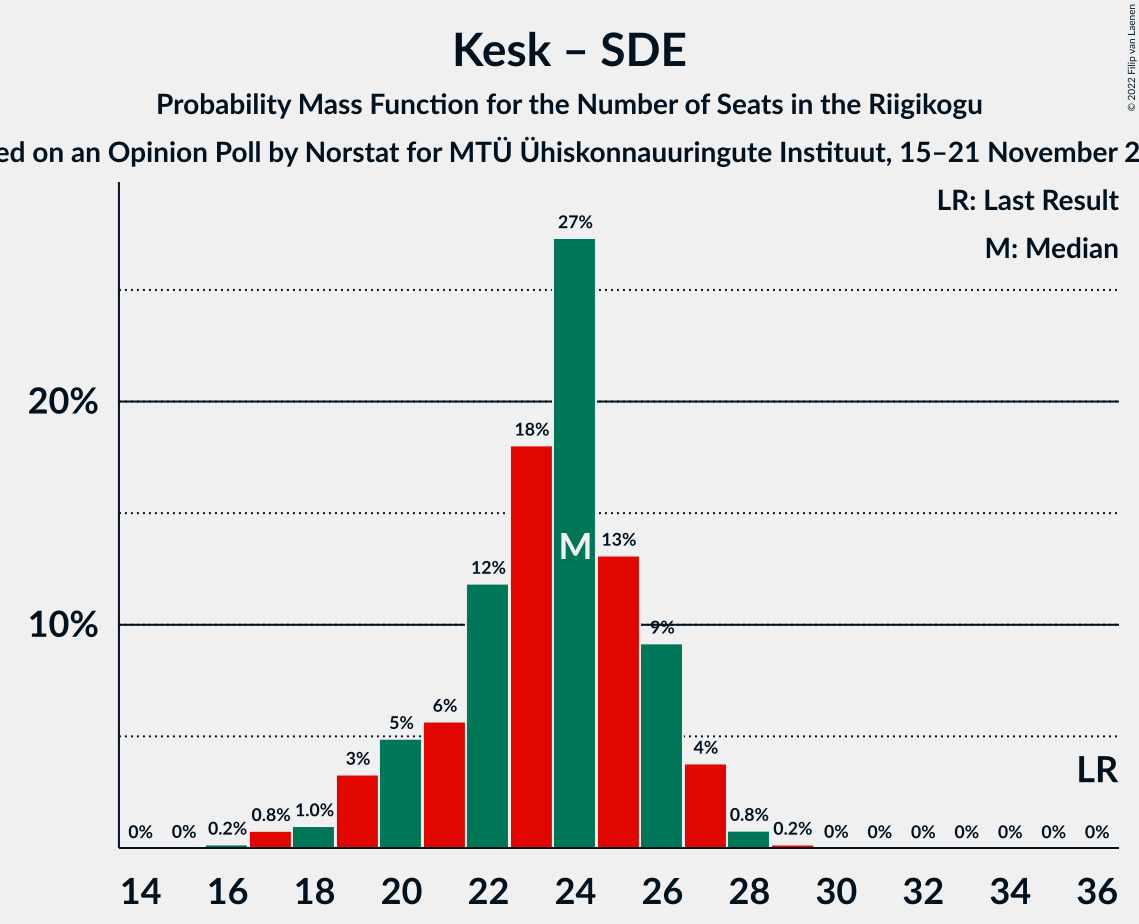 Kesk – SDE
Probability Mass Function for the Number of Seats in the Riigikogu
ed on an Opinion Poll by Norstat for MTÜ Ühiskonnauuringute Instituut, 15–21 November 2
© 2022 Filip van Laenen
LR: Last Result
M: Median
27%
20%
18%
M
13%
12%
10%
9%
6%
5%
4%
3%
LR
0% 0% 0.2% 0.8% 1.0% 0.8% 0.2% 0% 0% 0% 0% 0% 0% 0%
14 16 18 20 22 24 26 28 30 32 34 36